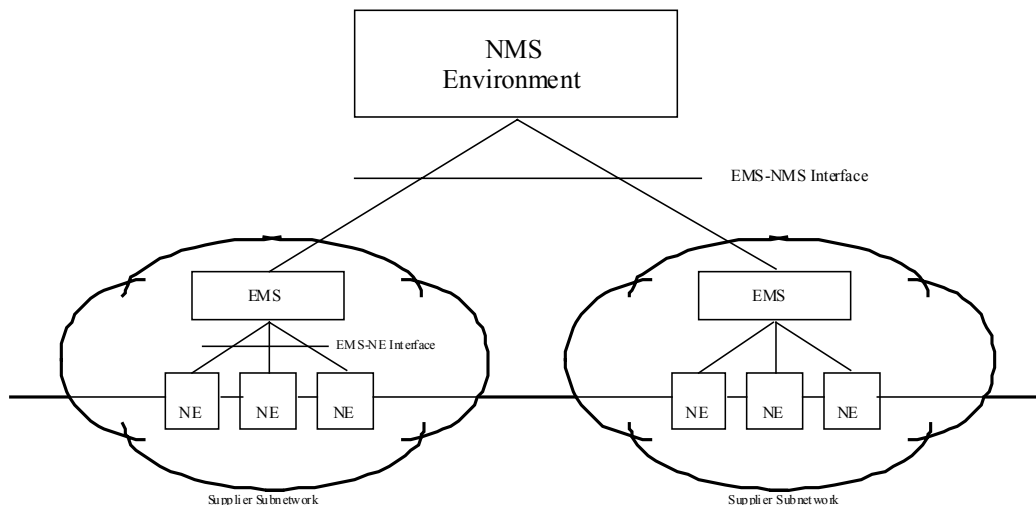 NMS
Environment
EMS-NMS Interface
EMS
EMS
EMS-NE Interface
NE
NE
NE
NE
NE
NE
Supplier Subnetwork
Supplier Subnetwork